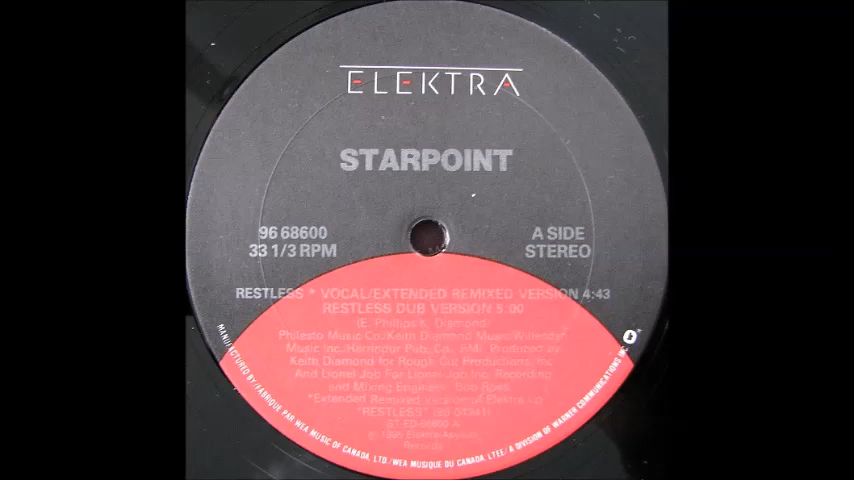 ELEKTRA
STARPOINT
96 68600
33 1/3 RPM
A SIDE
STEREO
RESTLESS * VOCAL/EXTENDED REMIXED VERSION 4:43
RESTLESS DUB VERSION 5:00
(E. Phillips/K. Diamond)
Philesto Music Co./Keith Diamond Music/Willesden
Music Inc./Harrindur Pub. Co., BMI. Produced by
Keith Diamond for Rough Cut Productions, Inc.
And Lionel Job For Lionel Job, Inc. Recording
and Mixing Engineer: Bob Rosa
*Extended Remixed Version of Elektra Lp
"RESTLESS"
Elektra/Asylum
Records
MANUFACTURED BY/FABRIQUE PAR WEA MUSIC OF CANADA, LTD./WEA MUSIQUE DU CANADA, LTEE./A DIVISION OF WARNER COMMUNICATIONS INC.